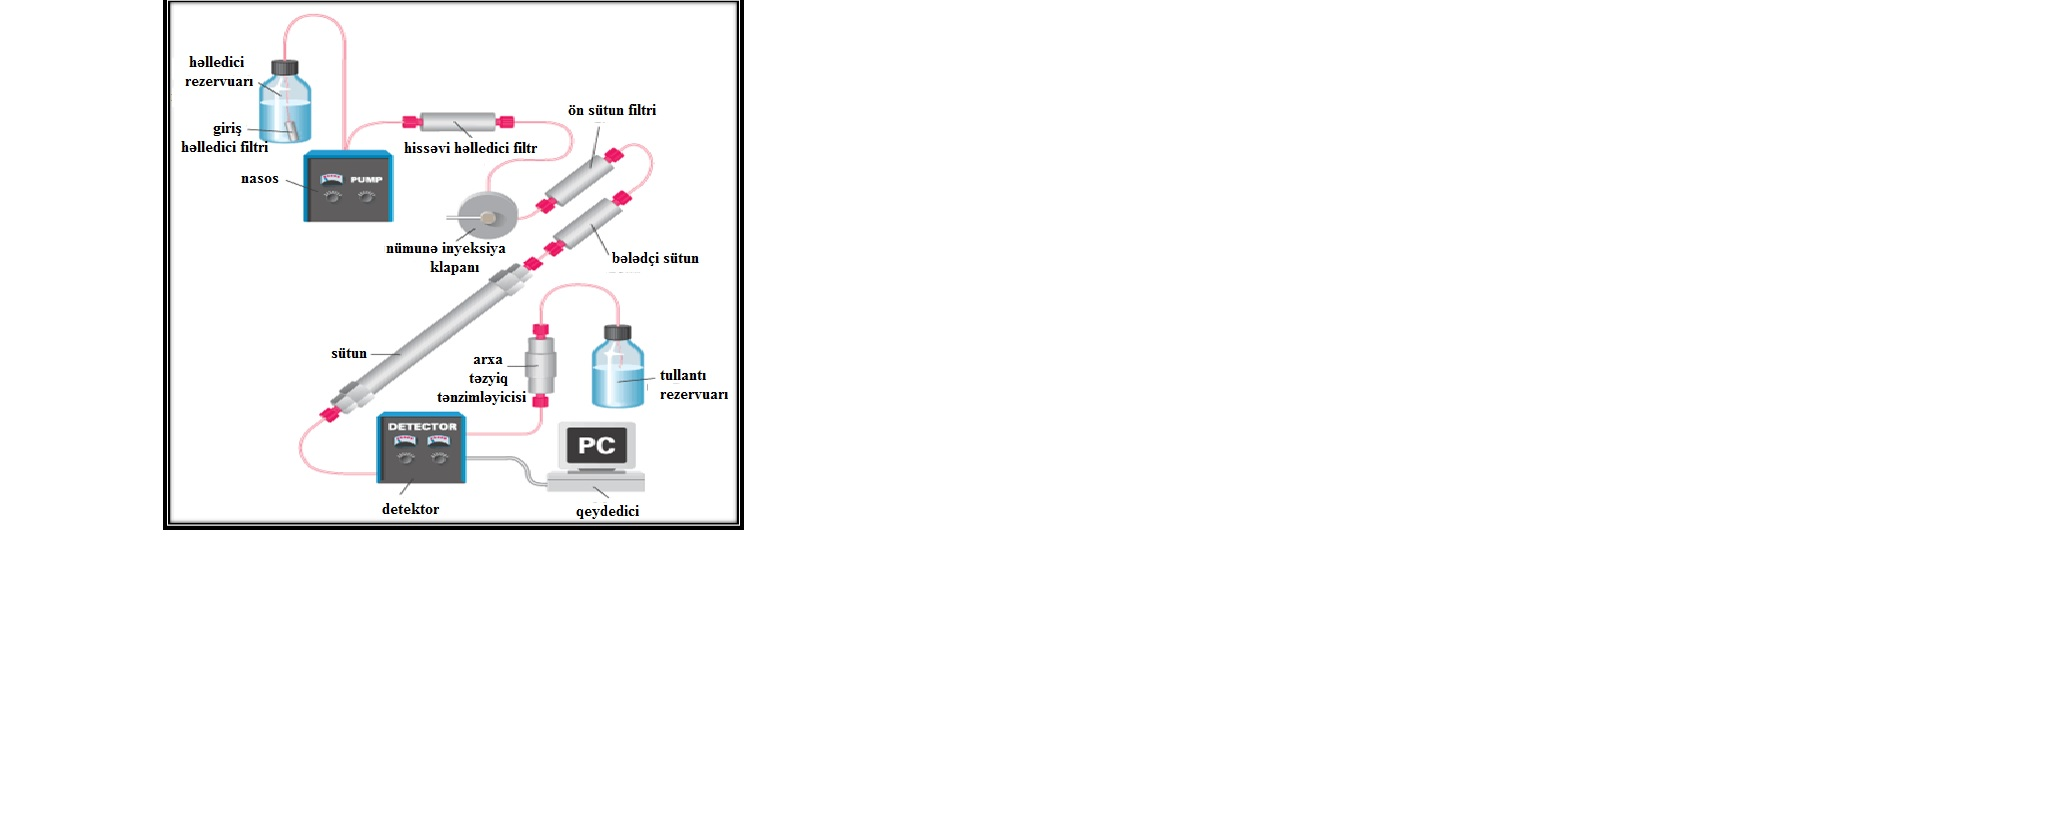 həlledici
rezervuarı
giriş
həlledici filtri
nasos
PUMP
hissəvi həlledici filtr
ön sütun filtri
nümunə inyeksiya
klapanı
bələdçi sütun
sütun
arxa
təzyiq
tənzimləyicisi
tullantı
rezervuarı
DETECTOR
PC
detektor
qeydedici